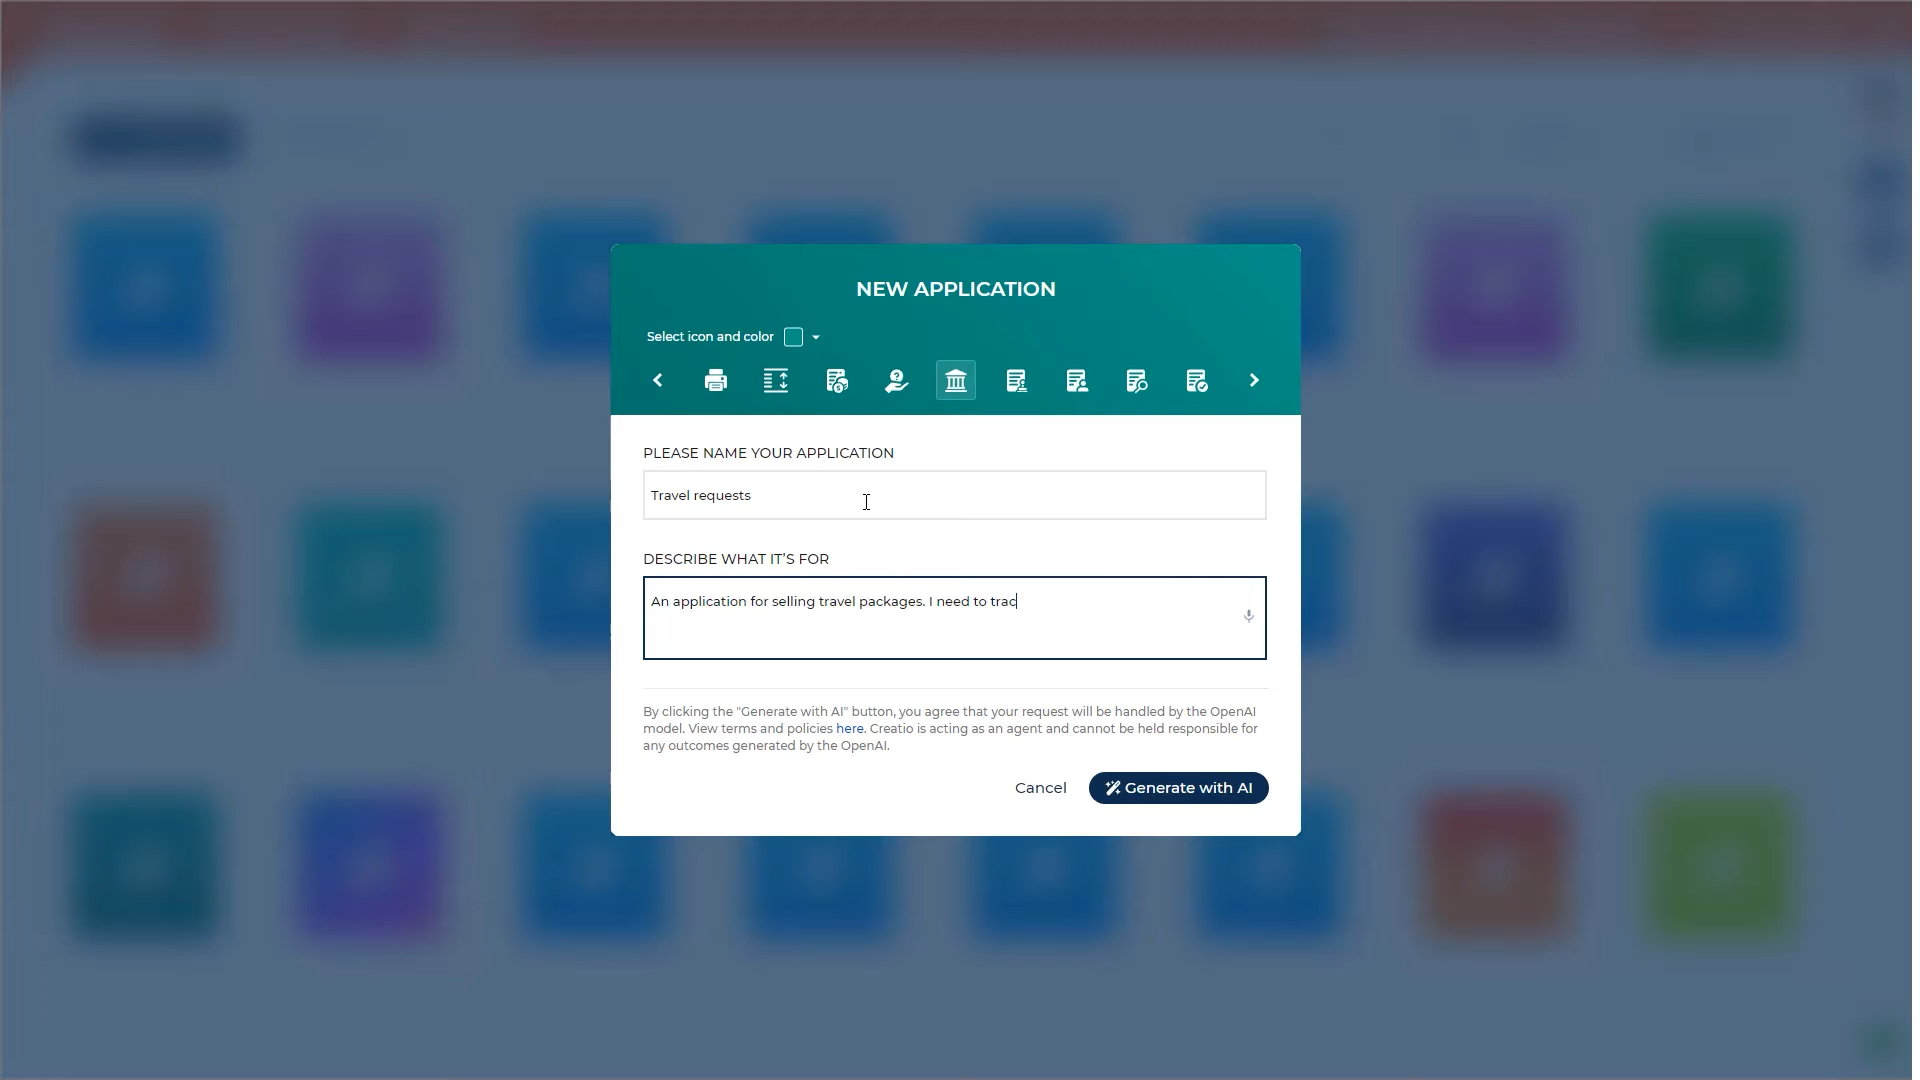 NEW APPLICATION
Select icon and color
PLEASE NAME YOUR APPLICATION
Travel requests
DESCRIBE WHAT IT'S FOR
An application for selling travel packages. I need to trac
By clicking the "Generate with AI" button, you agree that your request will be handled by the OpenAI
model. View terms and policies here. Creatio is acting as an agent and cannot be held responsible for
any outcomes generated by the OpenAI.
Cancel
Generate with AI